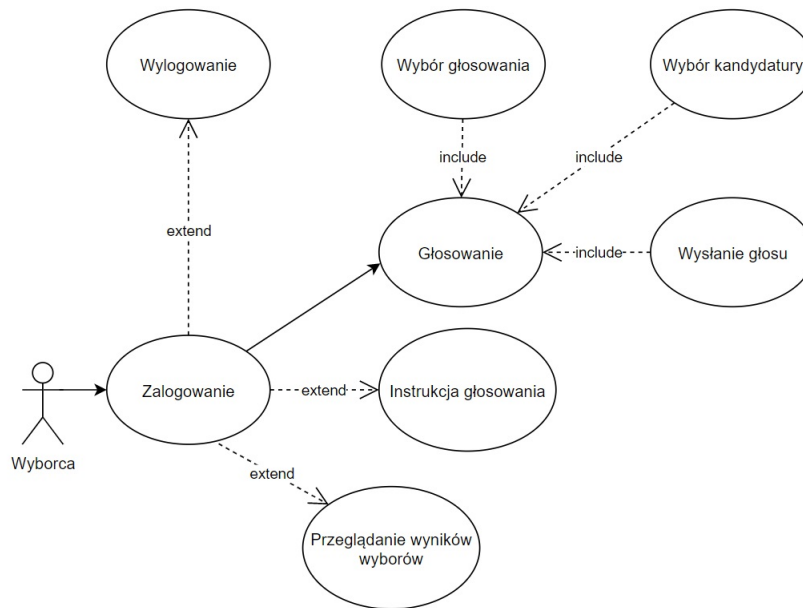 Wylogowanie
Wybór głosowania
Wybór kandydatury
include
include
extend
Głosowanie
include
Wysłanie głosu
Zalogowanie
extend
Instrukcja głosowania
Wyborca
extend
Przeglądanie wyników
wyborów